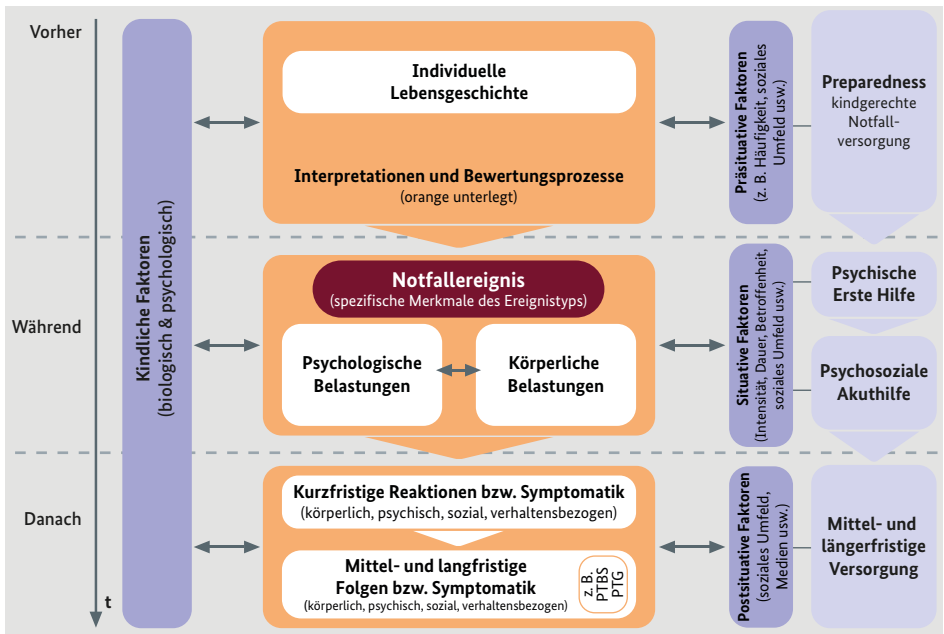 Vorher
Während
Danach
t
Kindliche Faktoren
(biologisch & psychologisch)
Individuelle
Lebensgeschichte
Interpretationen und Bewertungsprozesse
(orange unterlegt)
Präsituative Faktoren
(z. B. Häufigkeit, soziales
Umfeld usw.)
Preparedness
kindgerechte
Notfall-
versorgung
Notfallereignis
(spezifische Merkmale des Ereignistyps)
Psychologische
Belastungen
Körperliche
Belastungen
Situative Faktoren
(Intensität, Dauer, Betroffenheit,
soziales Umfeld usw.)
Psychische
Erste Hilfe
Psychosoziale
Akuthilfe
Kurzfristige Reaktionen bzw. Symptomatik
(körperlich, psychisch, sozial, verhaltensbezogen)
Mittel- und langfristige
Folgen bzw. Symptomatik
(körperlich, psychisch, sozial, verhaltensbezogen)
z. B.
PTBS
PTG
Postsituative Faktoren
(soziales Umfeld,
Medien usw.)
Mittel- und
längerfristige
Versorgung